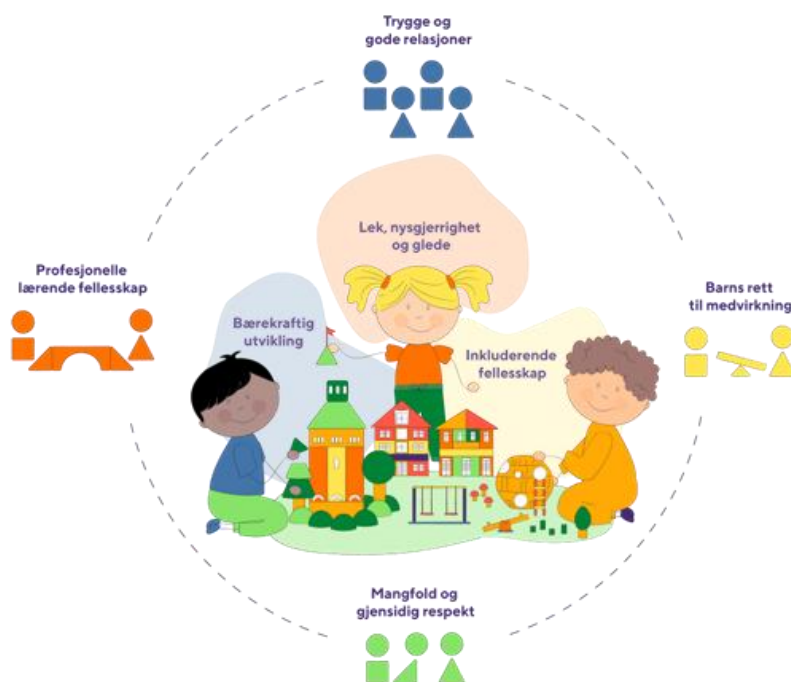 Trygge og
gode relasjoner
Lek, nysgjerrighet
og glede
Profesjonelle
lærende fellesskap
Barns rett
til medvirkning
Bærekraftig
utvikling
Inkluderende
fellesskap
Mangfold og
gjensidig respekt